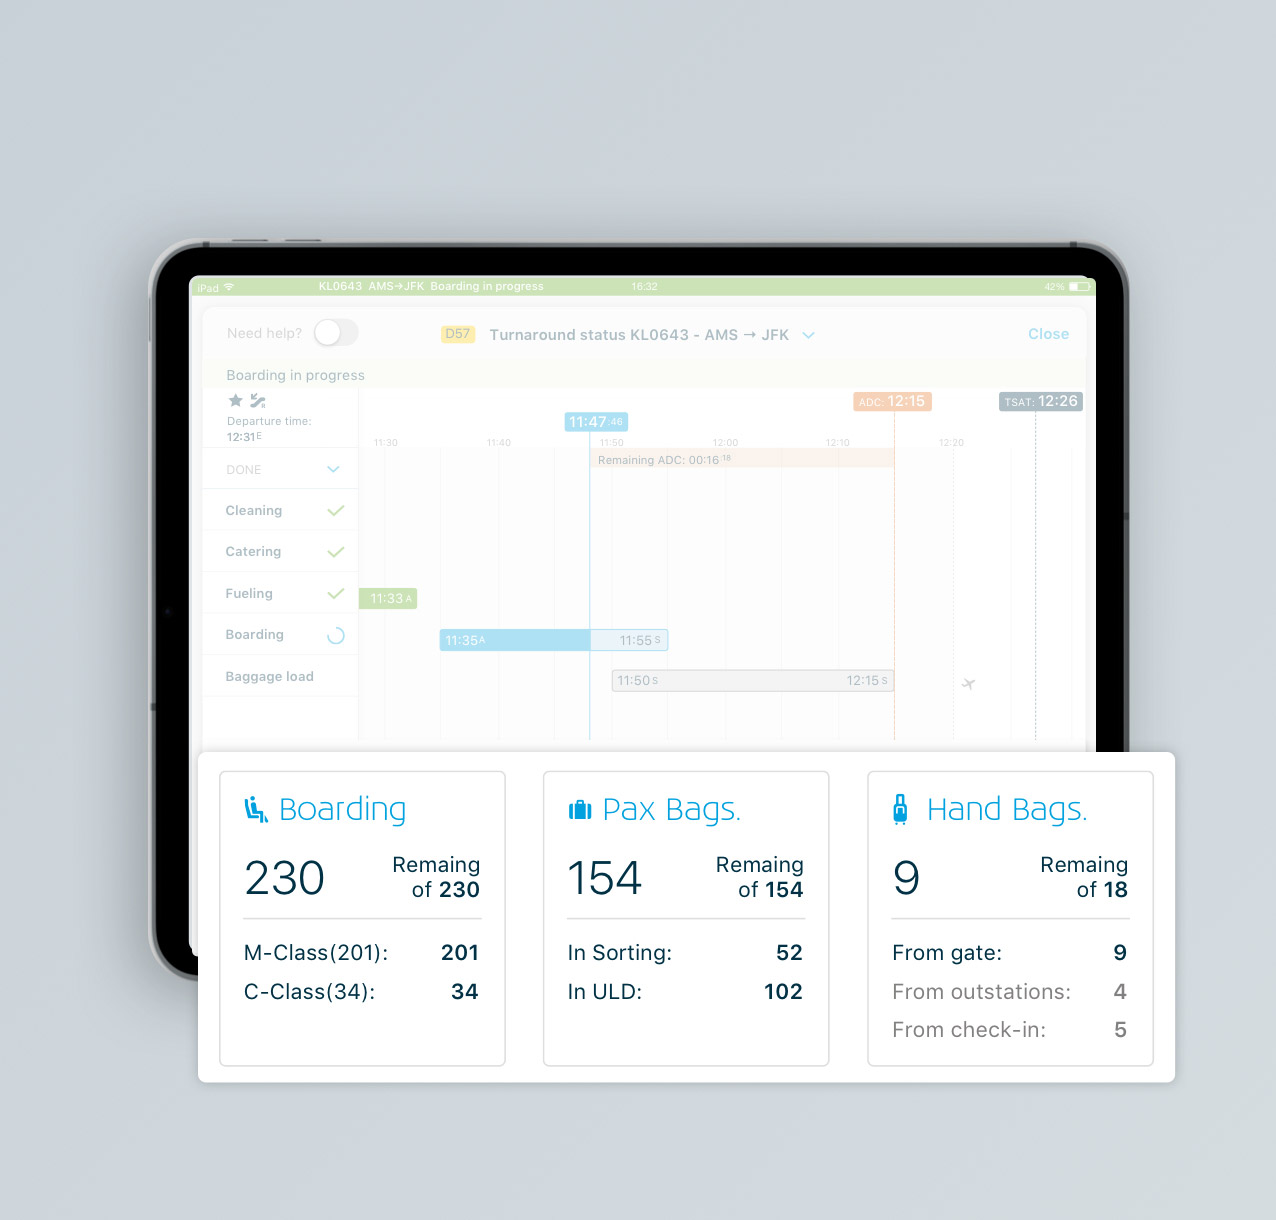 iPad KL0643 AMS→JFK Boarding in progress 16:32 42%
Need help? D57 Turnaround status KL0643 - AMS → JFK Close
Boarding in progress
ADC: 12:15 TSAT: 12:26
Departure time: 11:47:46
12:31 E 11:30 11:40 11:50 12:00 12:10 12:20
Remaining ADC: 00:16 18
DONE
Cleaning
Catering
Fueling 11:33 A
Boarding 11:35 A 11:55 S
Baggage load 11:50 S 12:15 S
Boarding
230 Remaing
of 230
M-Class(201): 201
C-Class(34): 34
Pax Bags.
154 Remaing
of 154
In Sorting: 52
In ULD: 102
Hand Bags.
9 Remaing
of 18
From gate: 9
From outstations: 4
From check-in: 5